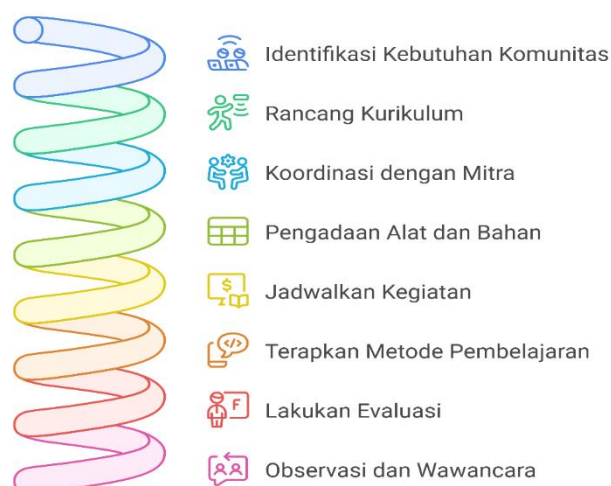 Identifikasi Kebutuhan Komunitas
Rancang Kurikulum
Koordinasi dengan Mitra
Pengadaan Alat dan Bahan
$
Jadwalkan Kegiatan
</>
Terapkan Metode Pembelajaran
F
Lakukan Evaluasi
Observasi dan Wawancara